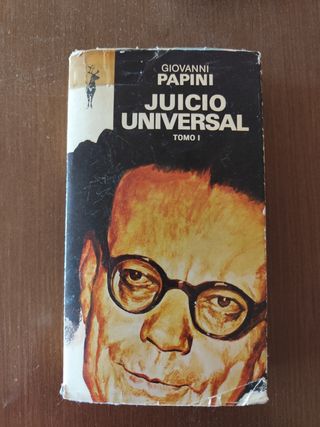 GIOVANNI
PAPINI
JUICIO
UNIVERSAL
TOMO I